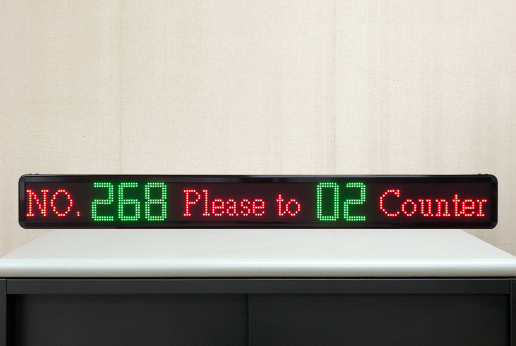 NO. 268 Please to 02 Counter